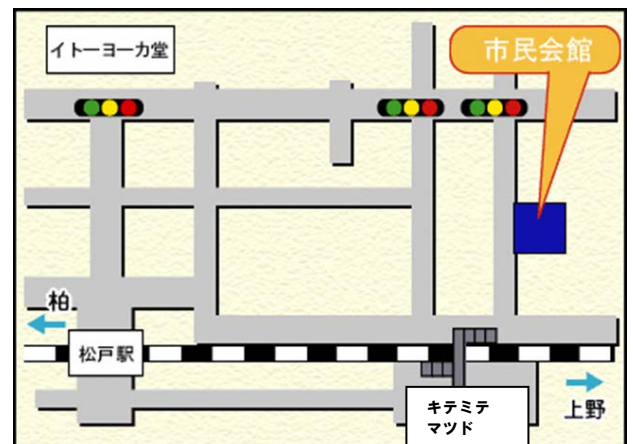 イトーヨーカ堂
市民会館
柏
松戸駅
キテミテ
マツド
上野